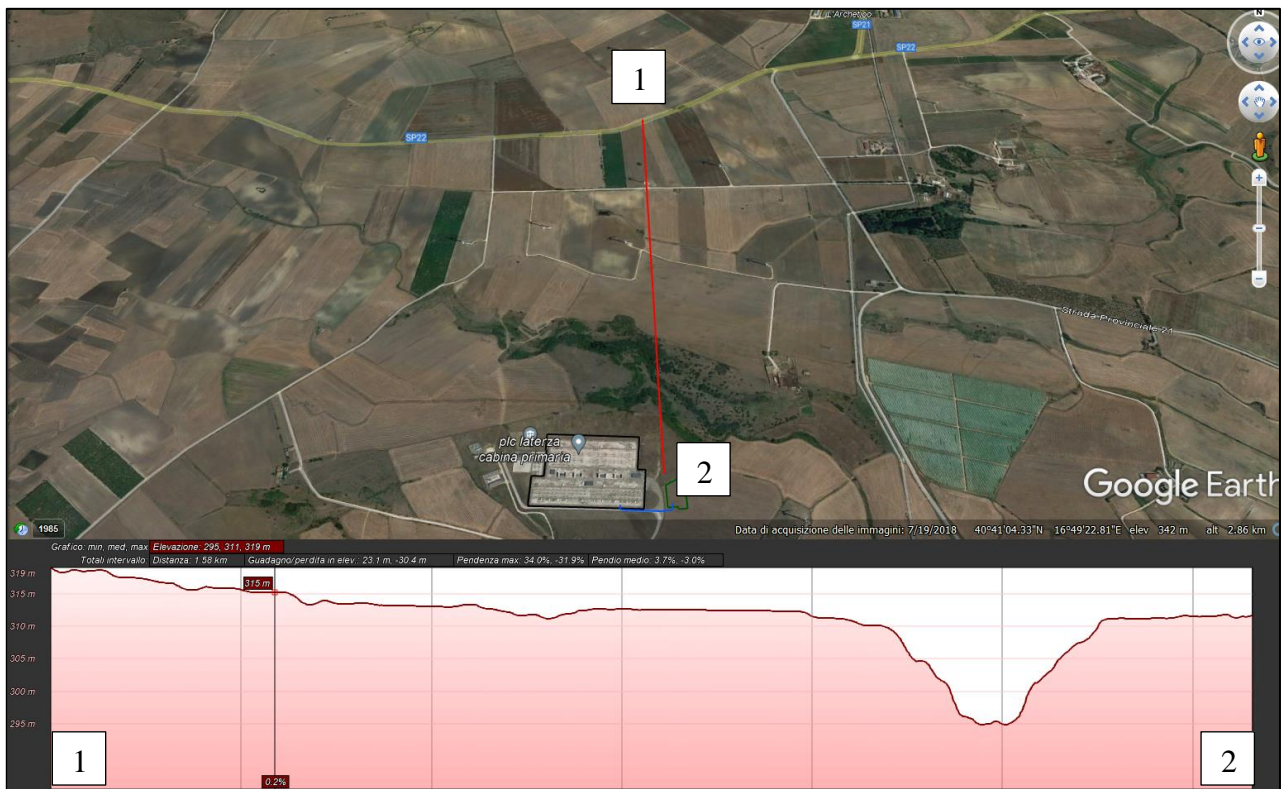 L'Archetipo
SP21
SP22
N
1
SP22
Strada Provinciale 21
plc laterza
cabina primaria
2
Google Earth
1985
Data di acquisizione delle immagini: 7/19/2018 40°41'04.33"N 16°49'22.81"E elev 342 m alt 2.86 km
Grafico: min, med, max Elevazione: 295, 311, 319 m
Totali intervallo: Distanza: 1.58 km Guadagno/perdita in elev.: 23.1 m, -30.4 m Pendenza max: 34.0%, -31.9% Pendio medio: 3.7%, -3.0%
319 m
315 m
315 m
310 m
305 m
300 m
295 m
1
2
0.2%